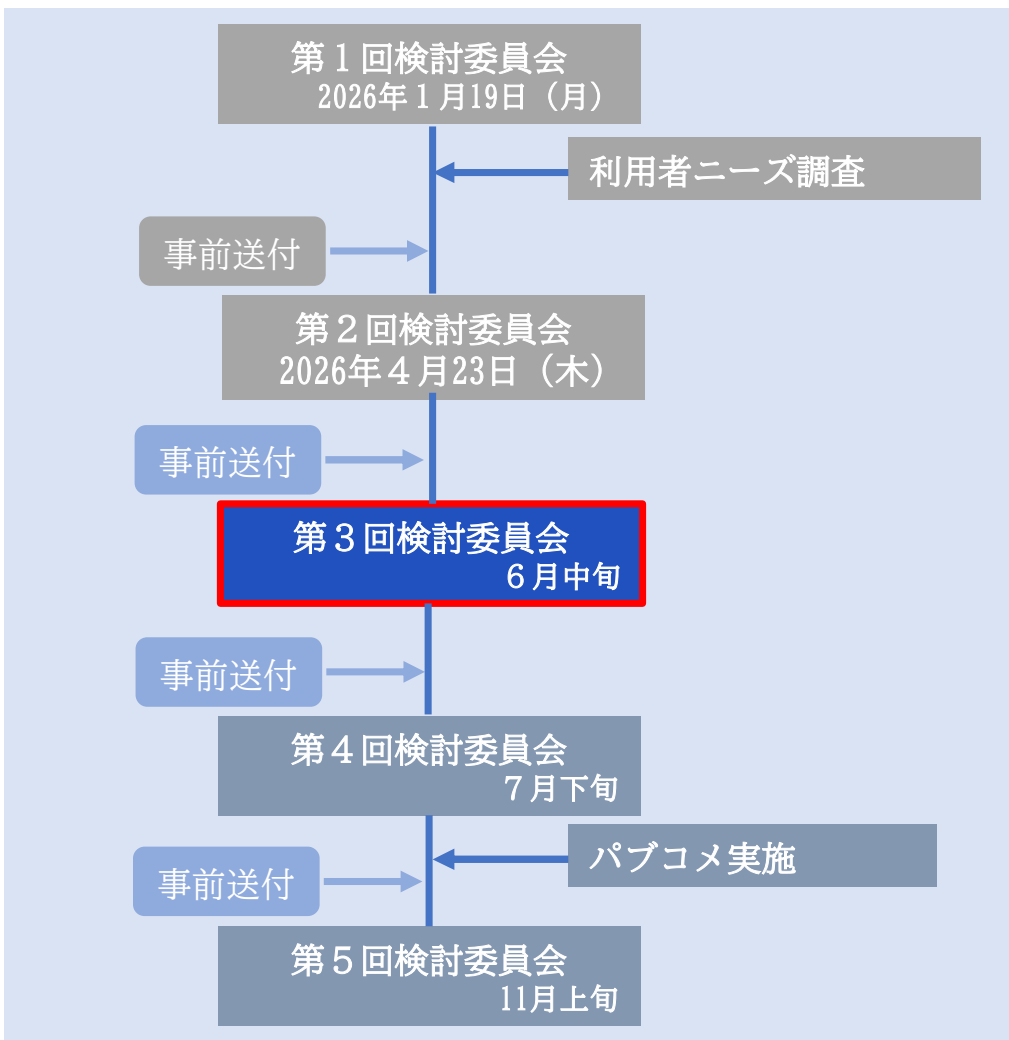 第１回検討委員会
2026年１月19日（月）
利用者ニーズ調査
事前送付
第２回検討委員会
2026年４月23日（木）
事前送付
第３回検討委員会
６月中旬
事前送付
第４回検討委員会
７月下旬
パブコメ実施
事前送付
第５回検討委員会
11月上旬